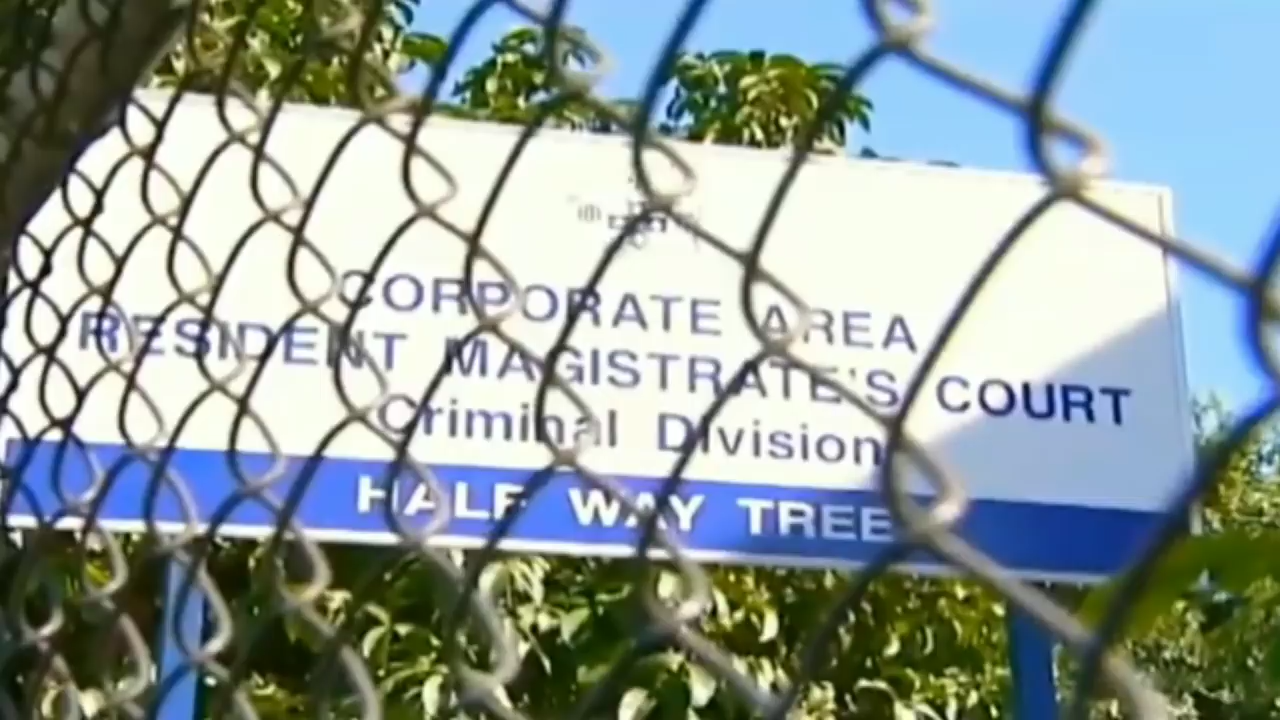 CORPORATE AREA
RESIDENT MAGISTRATE'S COURT
Criminal Division
HALF WAY TREE